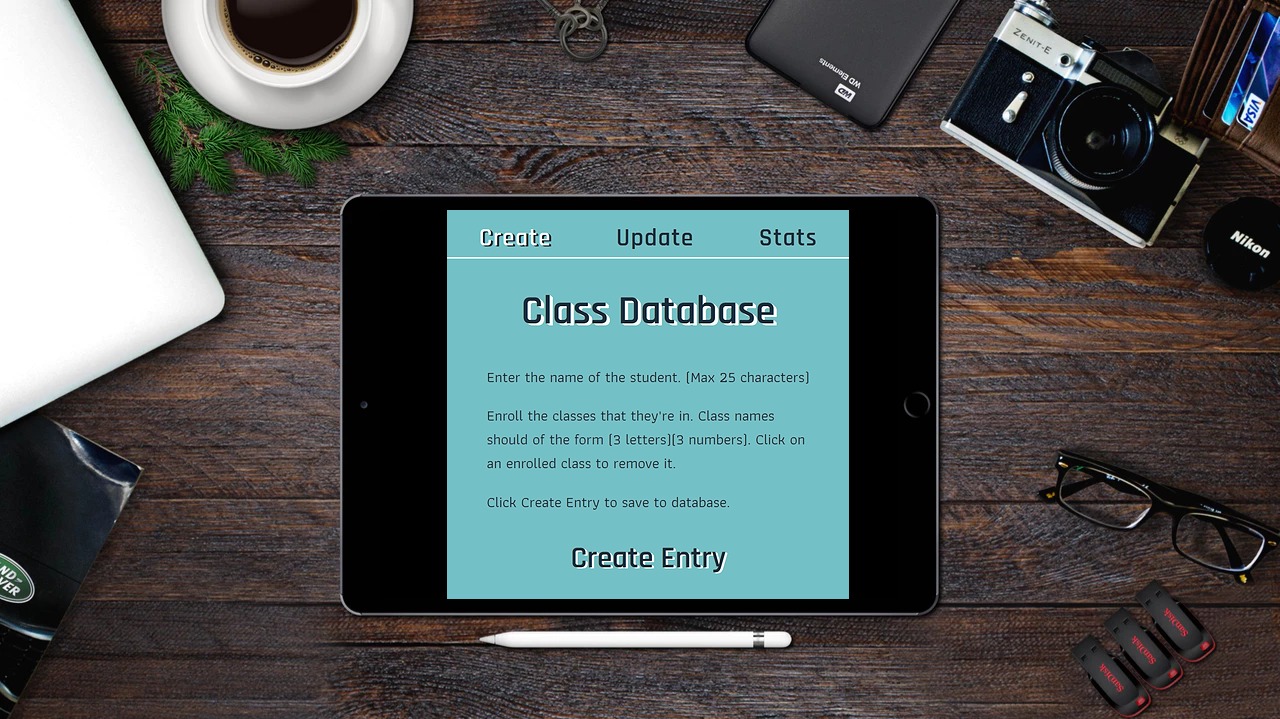 WD Elements
WD
ZENIT-E
VISA
Nikon
Create Update Stats
Class Database
Enter the name of the student. (Max 25 characters)
Enroll the classes that they're in. Class names
should of the form (3 letters)(3 numbers). Click on
an enrolled class to remove it.
Click Create Entry to save to database.
Create Entry
SanDisk
SanDisk
SanDisk